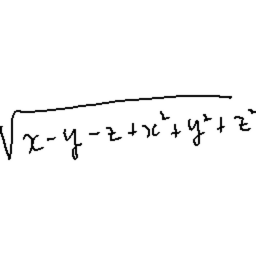 √(x - y - z + x² + y² + z²)